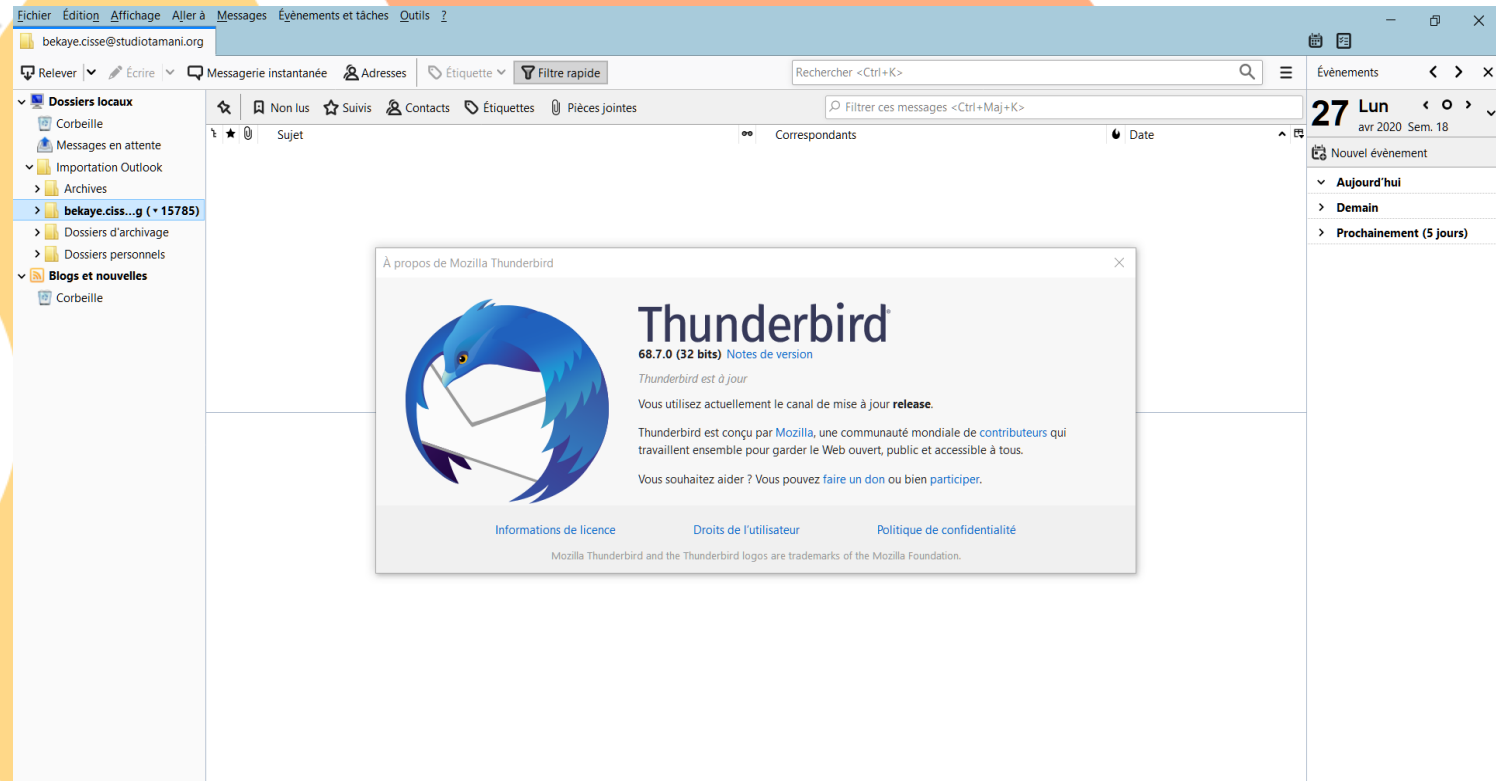 Fichier Édition Affichage Aller à Messages Évènements et tâches Outils ?
bekaye.cisse@studiotamani.org
Relever Écrire Messagerie instantanée Adresses Étiquette Filtre rapide Rechercher <Ctrl+K>
Évènements
Dossiers locaux
Corbeille
Messages en attente
Importation Outlook
Archives
bekaye.ciss...g (15785)
Dossiers d'archivage
Dossiers personnels
Blogs et nouvelles
Corbeille
Non lus Suivis Contacts Étiquettes Pièces jointes Filtrer ces messages <Ctrl+Maj+K>
Sujet Correspondants Date
27 Lun
avr 2020 Sem. 18
Nouvel évènement
Aujourd'hui
Demain
Prochainement (5 jours)
À propos de Mozilla Thunderbird
Thunderbird
68.7.0 (32 bits) Notes de version
Thunderbird est à jour
Vous utilisez actuellement le canal de mise à jour release.
Thunderbird est conçu par Mozilla, une communauté mondiale de contributeurs qui
travaillent ensemble pour garder le Web ouvert, public et accessible à tous.
Vous souhaitez aider ? Vous pouvez faire un don ou bien participer.
Informations de licence Droits de l'utilisateur Politique de confidentialité
Mozilla Thunderbird and the Thunderbird logos are trademarks of the Mozilla Foundation.